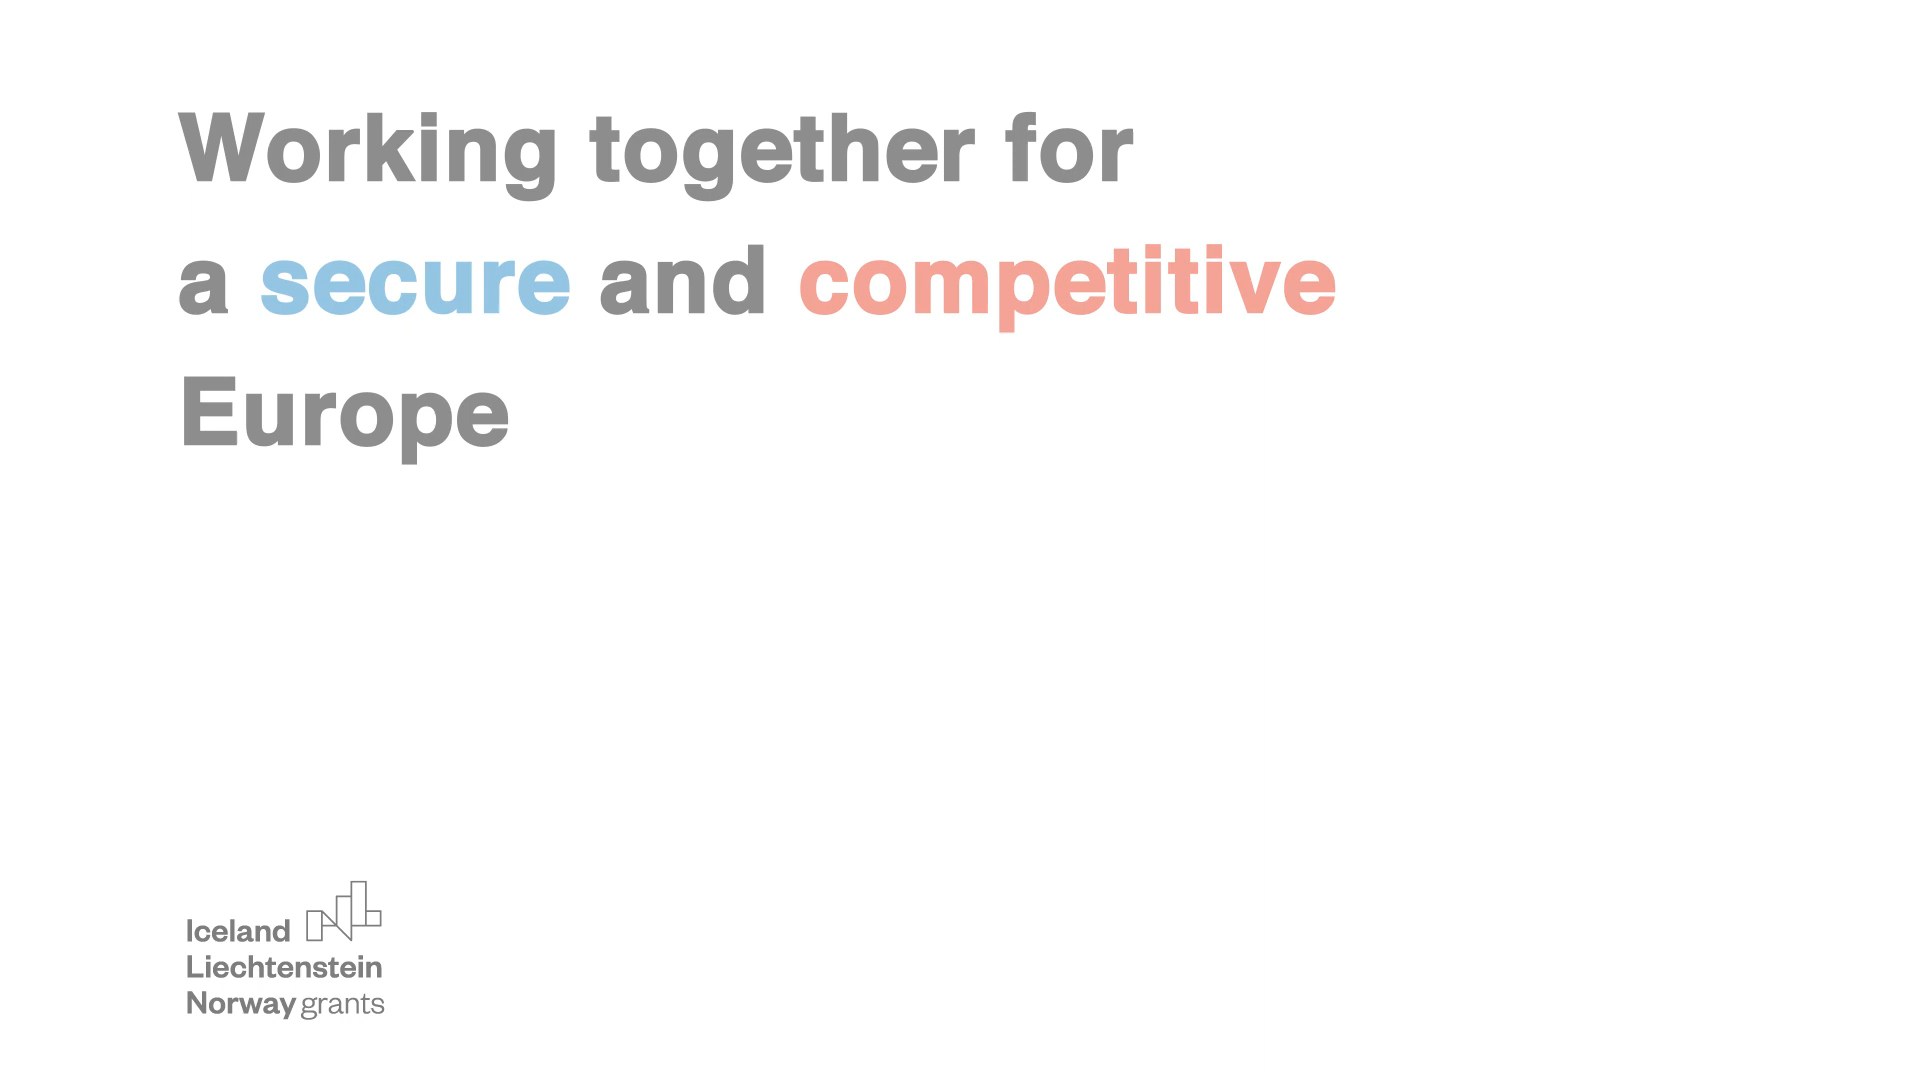 Working together for
a secure and competitive
Europe
Iceland
Liechtenstein
Norway grants